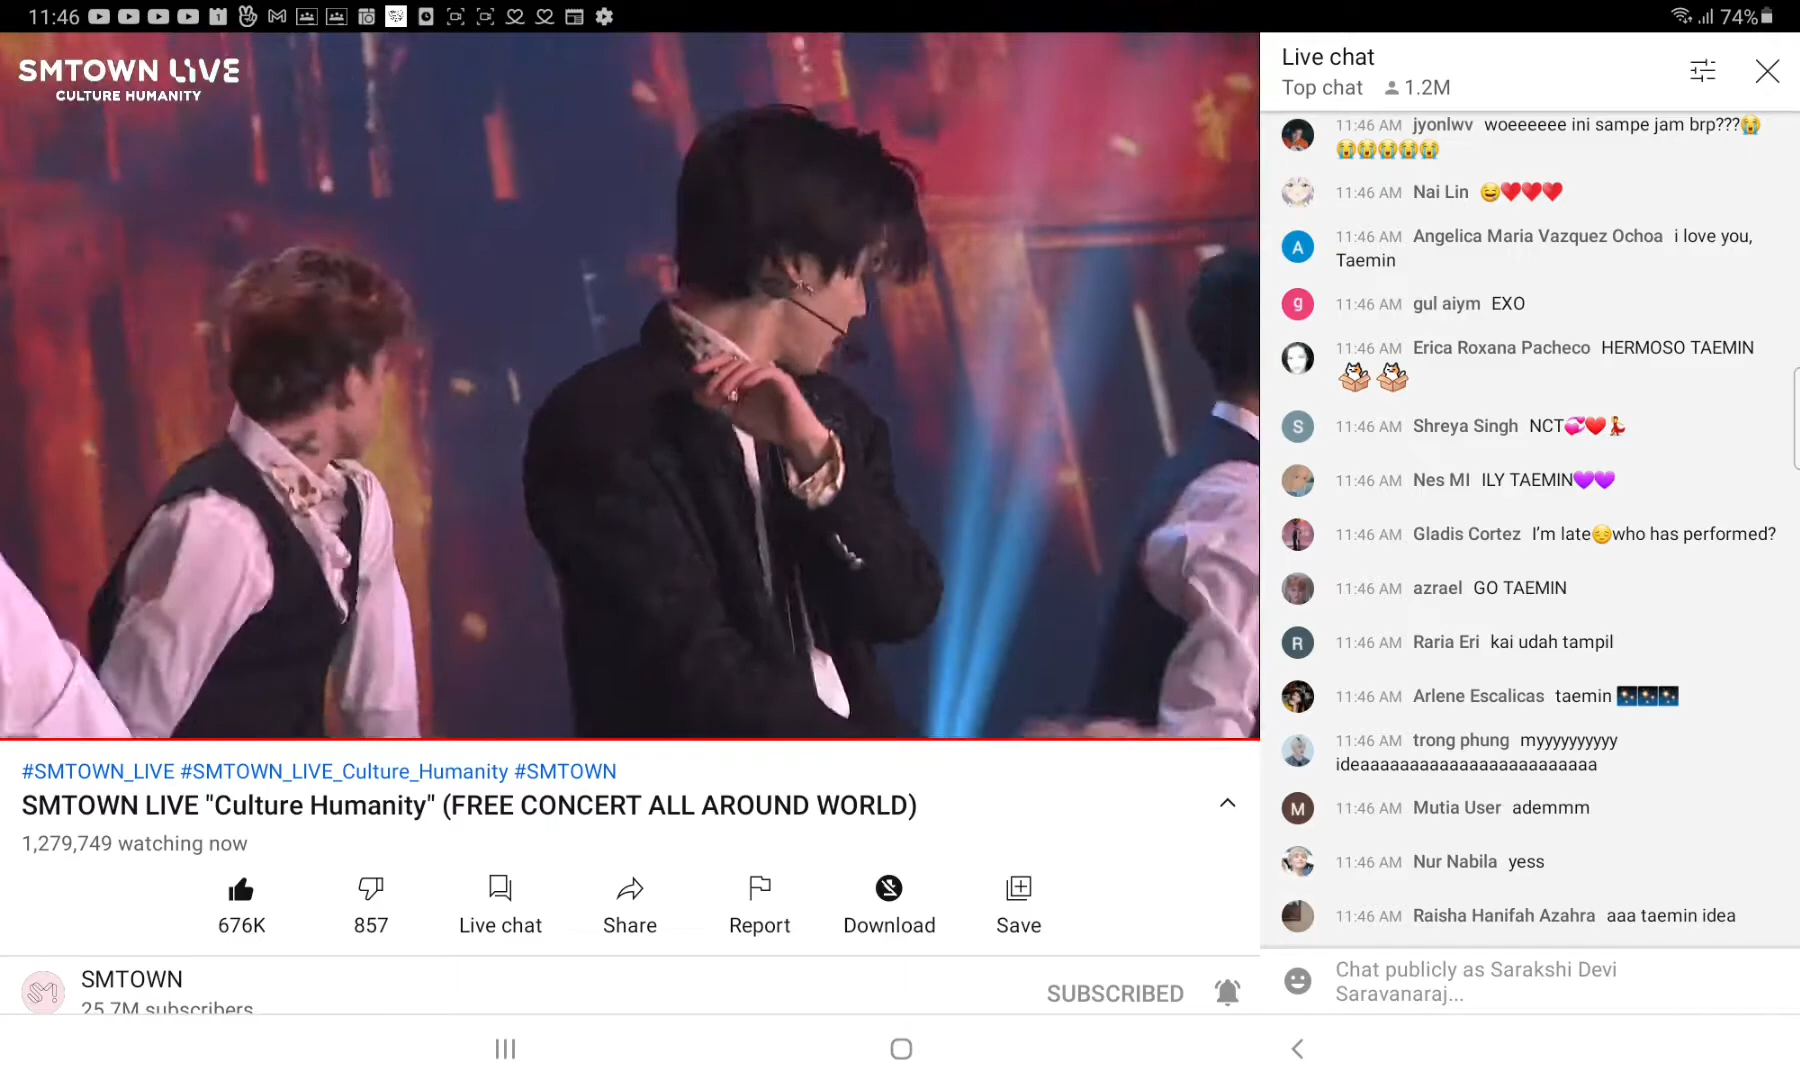 11:46
74%
SMTOWN LIVE
CULTURE HUMANITY
#SMTOWN_LIVE #SMTOWN_LIVE_Culture_Humanity #SMTOWN
SMTOWN LIVE "Culture Humanity" (FREE CONCERT ALL AROUND WORLD)
1,279,749 watching now
676K
857
Live chat
Share
Report
Download
Save
SMTOWN
25.7M subscribers
SUBSCRIBED
Live chat
Top chat 1.2M
11:46 AM jyonlwv woeeeeee ini sampe jam brp???😭
😭😭😭😭😭
11:46 AM Nai Lin 😊❤️❤️❤️
11:46 AM Angelica Maria Vazquez Ochoa i love you,
Taemin
11:46 AM gul aiym EXO
11:46 AM Erica Roxana Pacheco HERMOSO TAEMIN
11:46 AM Shreya Singh NCT💞❤️💃
11:46 AM Nes MI ILY TAEMIN💜💜
11:46 AM Gladis Cortez I'm late😔who has performed?
11:46 AM azrael GO TAEMIN
11:46 AM Raria Eri kai udah tampil
11:46 AM Arlene Escalicas taemin 🎇🎇🎇
11:46 AM trong phung myyyyyyyyyy
ideaaaaaaaaaaaaaaaaaaaaaaaa
11:46 AM Mutia User ademmm
11:46 AM Nur Nabila yess
11:46 AM Raisha Hanifah Azahra aaa taemin idea
Chat publicly as Sarakshi Devi
Saravanaraj...